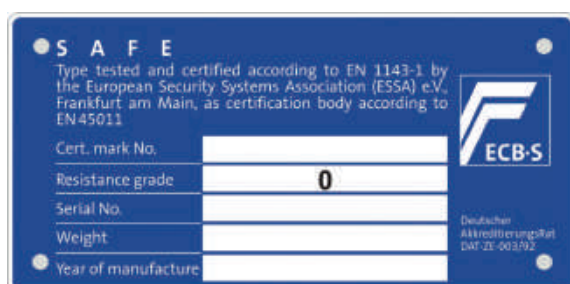 S A F E
Type tested and certified according to EN 1143-1 by
the European Security Systems Association (ESSA) e.V.,
Frankfurt am Main, as certification body according to
EN 45011
Cert. mark No.
Resistance grade 0
Serial No.
Weight
Year of manufacture
ECB·S
Deutscher
AkkreditierungsRat
DAT-ZE-003/92